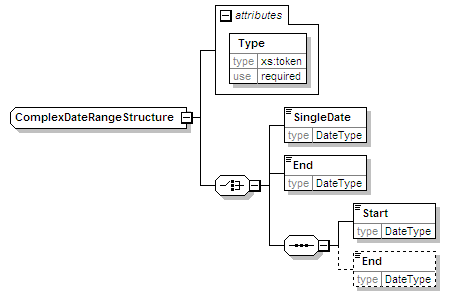 attributes
Type
type xs:token
use required
ComplexDateRangeStructure
SingleDate
type DateType
End
type DateType
Start
type DateType
End
type DateType